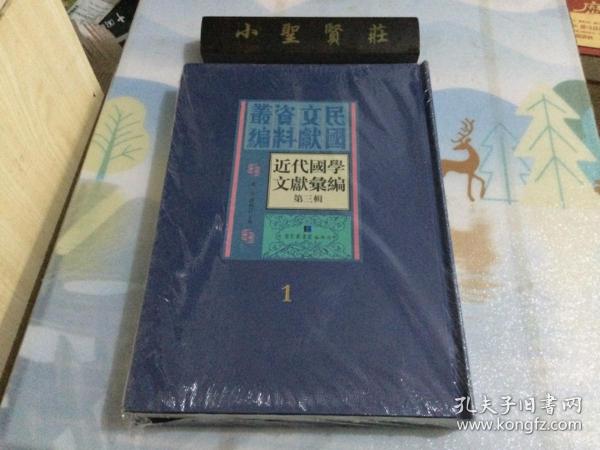 小聖賢莊
民國
文獻
資料
叢編
近代國學
文獻彙編
第三輯
1
孔夫子旧书网
www.kongfz.com